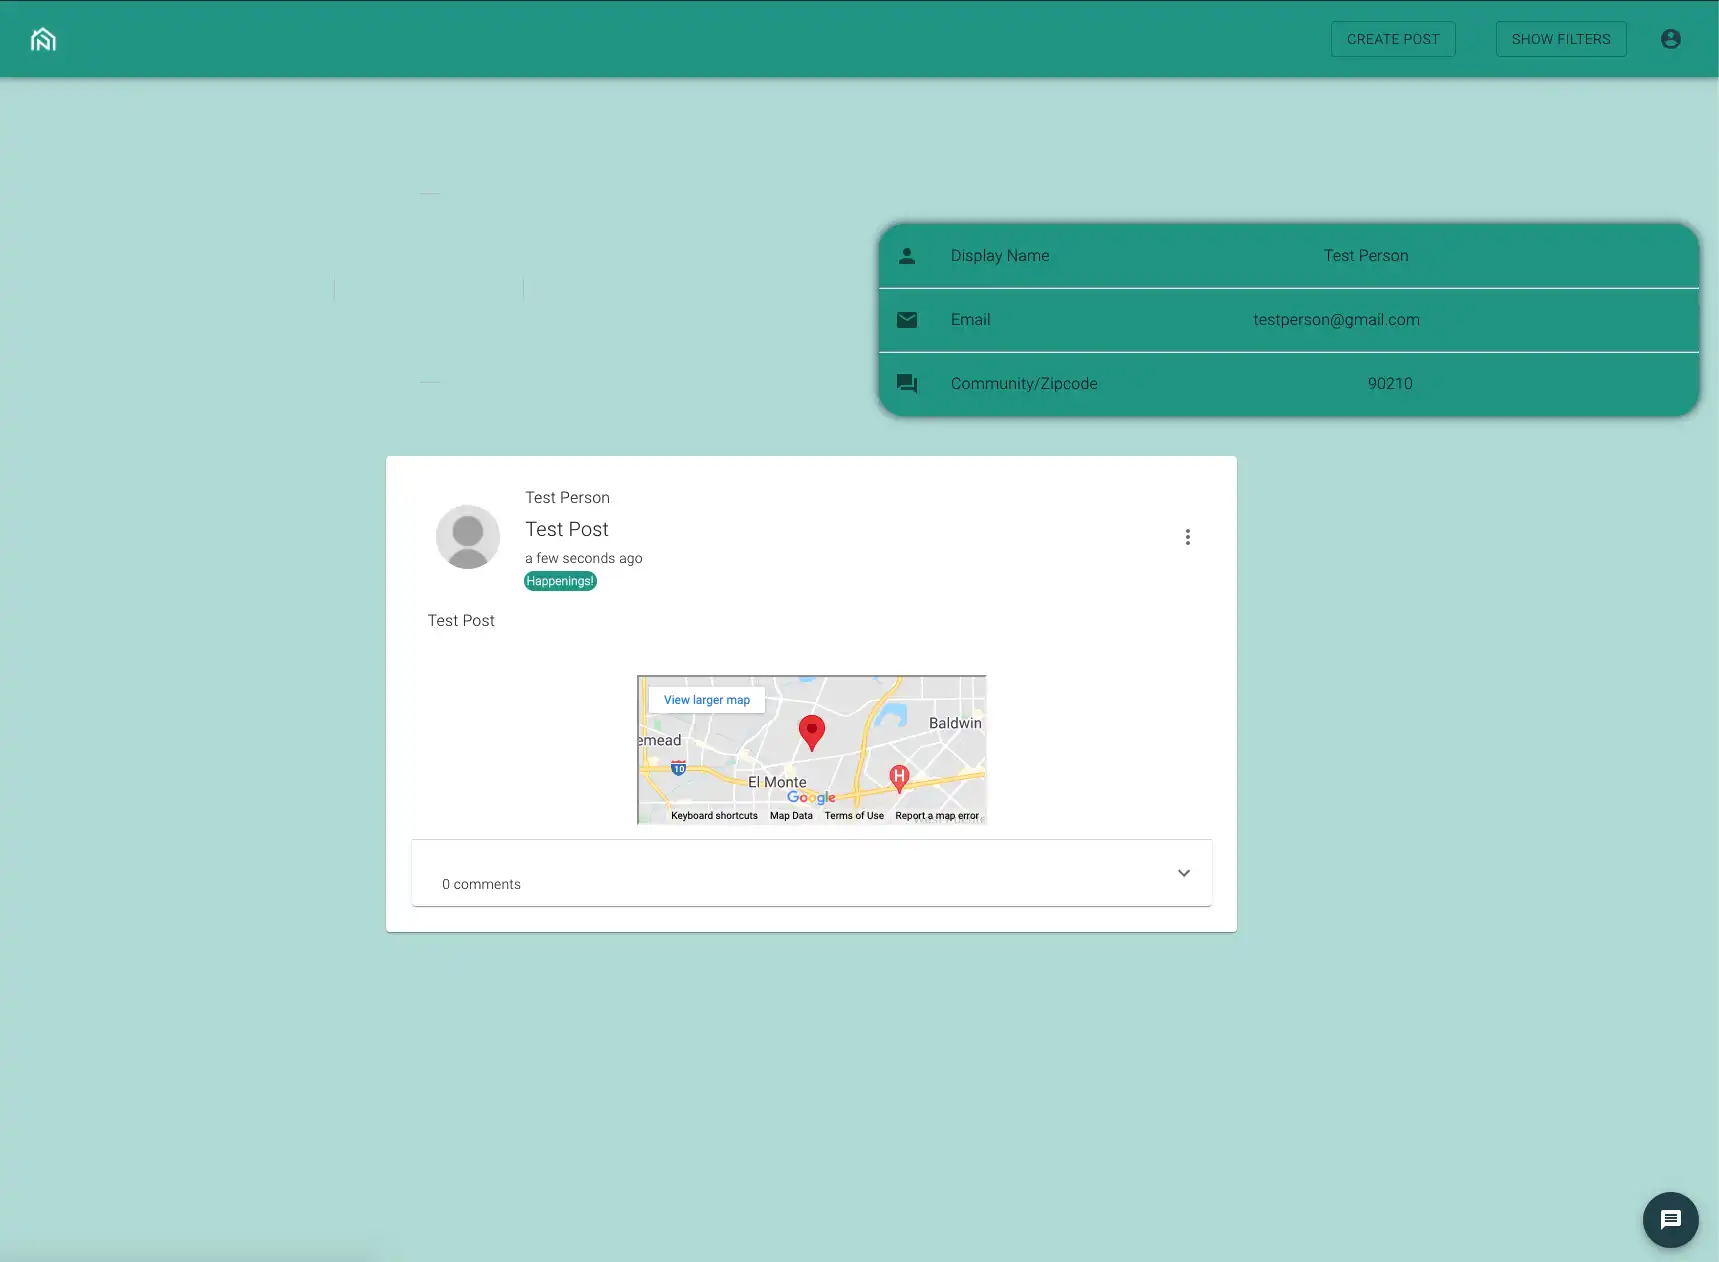 CREATE POST
SHOW FILTERS
Display Name
Test Person
Email
testperson@gmail.com
Community/Zipcode
90210
Test Person
Test Post
a few seconds ago
Happenings!
Test Post
View larger map
Baldwin
emead
10
H
El Monte
Google
Keyboard shortcuts
Map Data
Terms of Use
Report a map error
0 comments